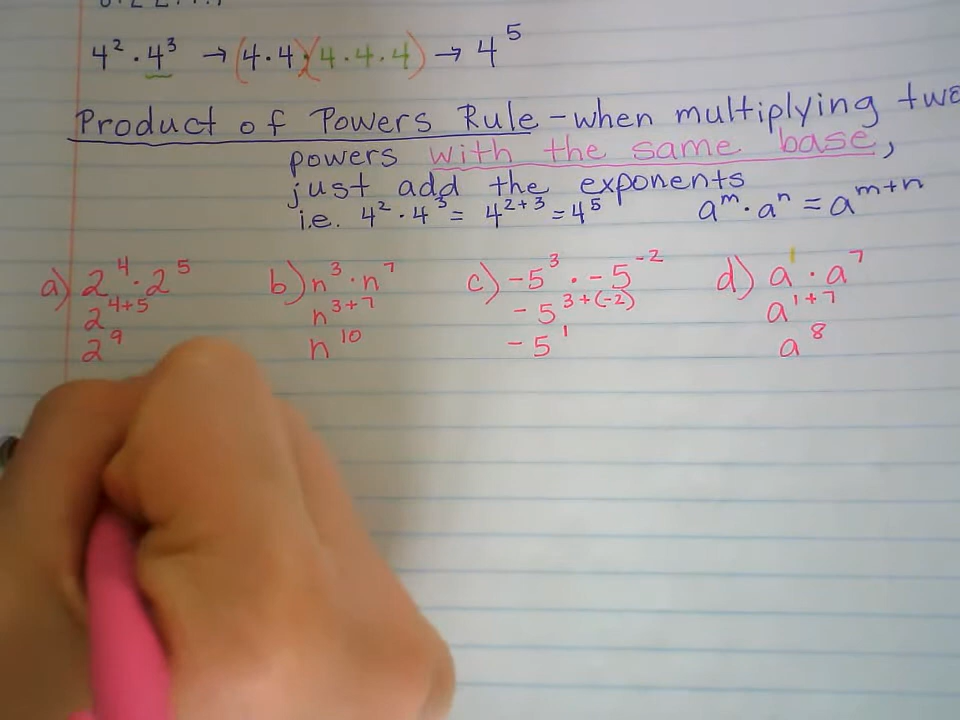 4² · 4³ → (4·4)·(4·4·4) → 4⁵
Product of Powers Rule – when multiplying two
powers with the same base,
just add the exponents
i.e. 4² · 4³ = 4²⁺³ = 4⁵ aᵐ · aⁿ = aᵐ⁺ⁿ
a) 2⁴ · 2⁵ b) n³ · n⁷ c) -5³ · -5⁻² d) a¹ · a⁷
2⁴⁺⁵ n³⁺⁷ -5³⁺⁽⁻²⁾ a¹⁺⁷
2⁹ n¹⁰ -5¹ a⁸